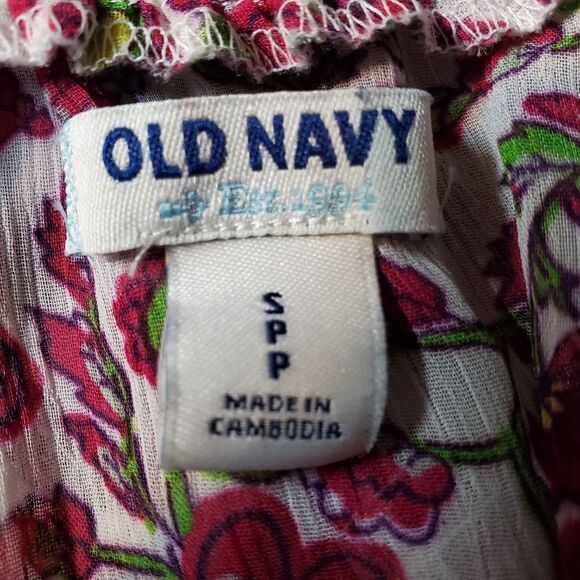 OLD NAVY
Est. 1994
S
P
P
MADE IN
CAMBODIA